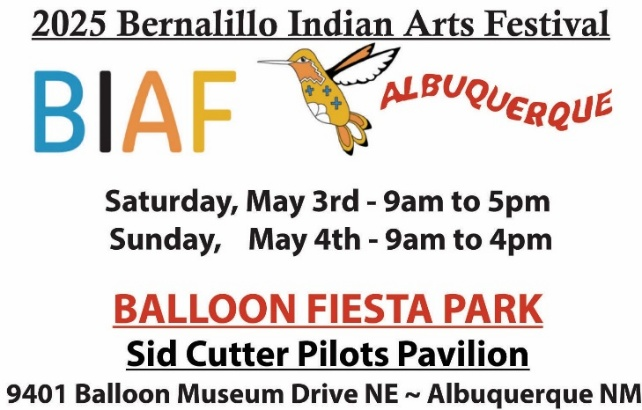 2025 Bernalillo Indian Arts Festival
BIAF ALBUQUERQUE
Saturday, May 3rd - 9am to 5pm
Sunday, May 4th - 9am to 4pm
BALLOON FIESTA PARK
Sid Cutter Pilots Pavilion
9401 Balloon Museum Drive NE ~ Albuquerque NM